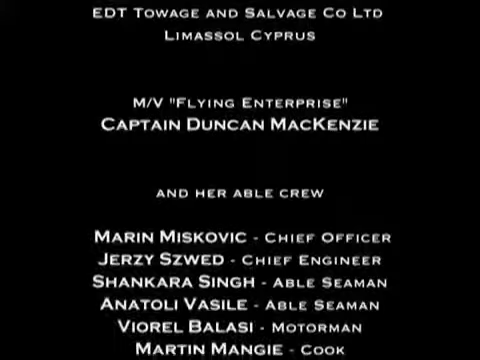 EDT Towage and Salvage Co Ltd
Limassol Cyprus
M/V "Flying Enterprise"
Captain Duncan MacKenzie
and her able crew
Marin Miskovic - Chief Officer
Jerzy Szwed - Chief Engineer
Shankara Singh - Able Seaman
Anatoli Vasile - Able Seaman
Viorel Balasi - Motorman
Martin Mangie - Cook